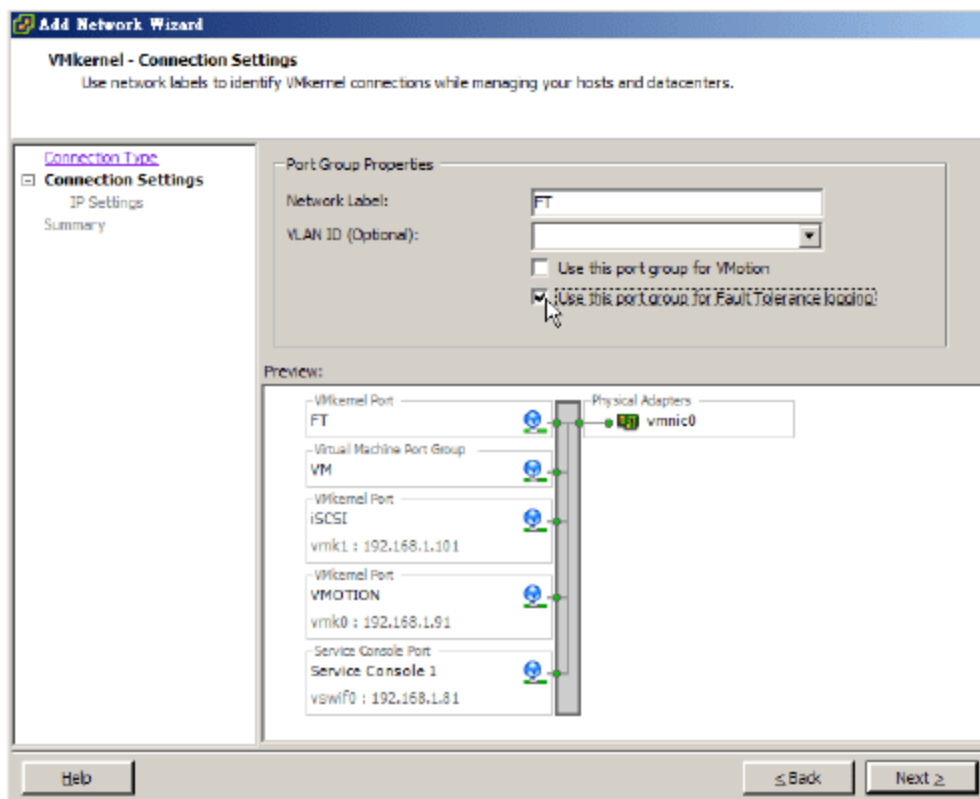 Add Network Wizard
VMkernel - Connection Settings
Use network labels to identify VMkernel connections while managing your hosts and datacenters.
Connection Type
Connection Settings
IP Settings
Summary
Port Group Properties
Network Label:
FT
VLAN ID (Optional):
Use this port group for VMotion
Use this port group for Fault Tolerance logging
Preview:
VMkernel Port
FT
Physical Adapters
vmnic0
Virtual Machine Port Group
VM
VMkernel Port
iSCSI
vmk1 : 192.168.1.101
VMkernel Port
VMOTION
vmk0 : 192.168.1.91
Service Console Port
Service Console 1
vswif0 : 192.168.1.81
Help
≤ Back
Next ≥